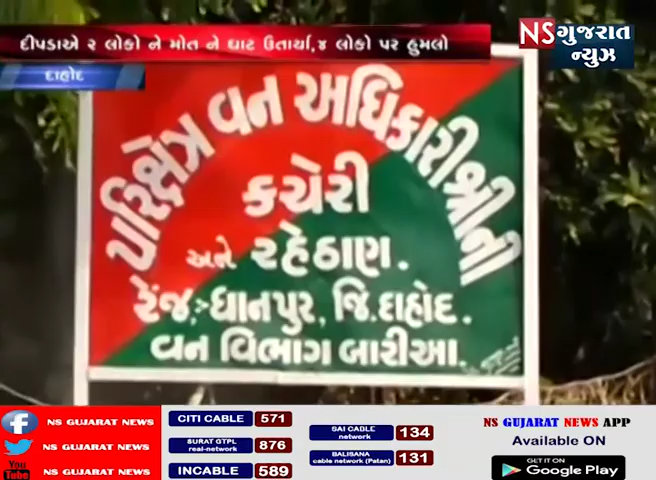 દીપડાએ ૨ લોકો ને મોત ને ઘાટ ઉતાર્યા,૪ લોકો પર હુમલો
દાહોદ
NS ગુજરાત
ન્યુઝ
પરિક્ષેત્ર વન અધિકારીશ્રીની
કચેરી
અને રહેઠાણ.
રેંજ,:-ધાનપુર, જિ.દાહોદ.
વન વિભાગ બારીઆ.
NS GUJARAT NEWS
NS GUJARAT NEWS
You Tube NS GUJARAT NEWS
CITI CABLE 571
SURAT GTPL real-network 876
INCABLE 589
SAI CABLE network 134
BALISANA cable network (Patan) 131
NS GUJARAT NEWS APP
Available ON
GET IT ON
Google Play